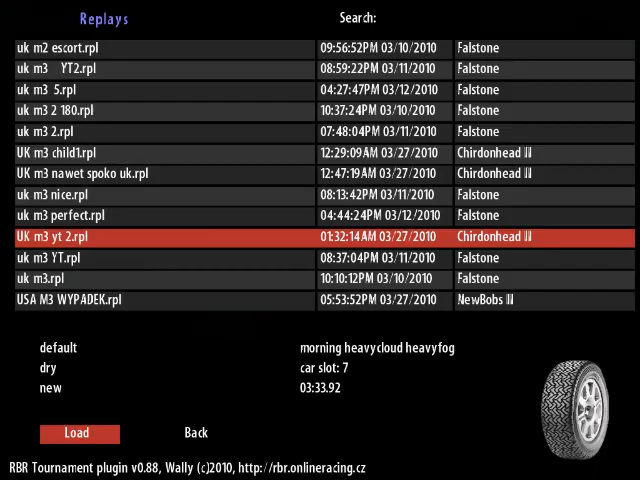 Replays Search:
uk m2 escort.rpl 09:56:52PM 03/10/2010 Falstone
uk m3 YT2.rpl 08:59:22PM 03/11/2010 Falstone
uk m3 5.rpl 04:27:47PM 03/12/2010 Falstone
uk m3 2 180.rpl 10:37:24PM 03/10/2010 Falstone
uk m3 2.rpl 07:48:04PM 03/11/2010 Falstone
UK m3 child1.rpl 12:29:09AM 03/27/2010 Chirdonhead II
UK m3 nawet spoko uk.rpl 12:47:19AM 03/27/2010 Chirdonhead II
uk m3 nice.rpl 08:13:42PM 03/11/2010 Falstone
uk m3 perfect.rpl 04:44:24PM 03/12/2010 Falstone
UK m3 yt 2.rpl 01:32:14AM 03/27/2010 Chirdonhead II
uk m3 YT.rpl 08:37:04PM 03/11/2010 Falstone
uk m3.rpl 10:10:12PM 03/10/2010 Falstone
USA M3 WYPADEK.rpl 05:53:52PM 03/27/2010 NewBobs II
default morning heavycloud heavyfog
dry car slot: 7
new 03:33.92
Load Back
RBR Tournament plugin v0.88, Wally (c)2010, http://rbr.onlineracing.cz